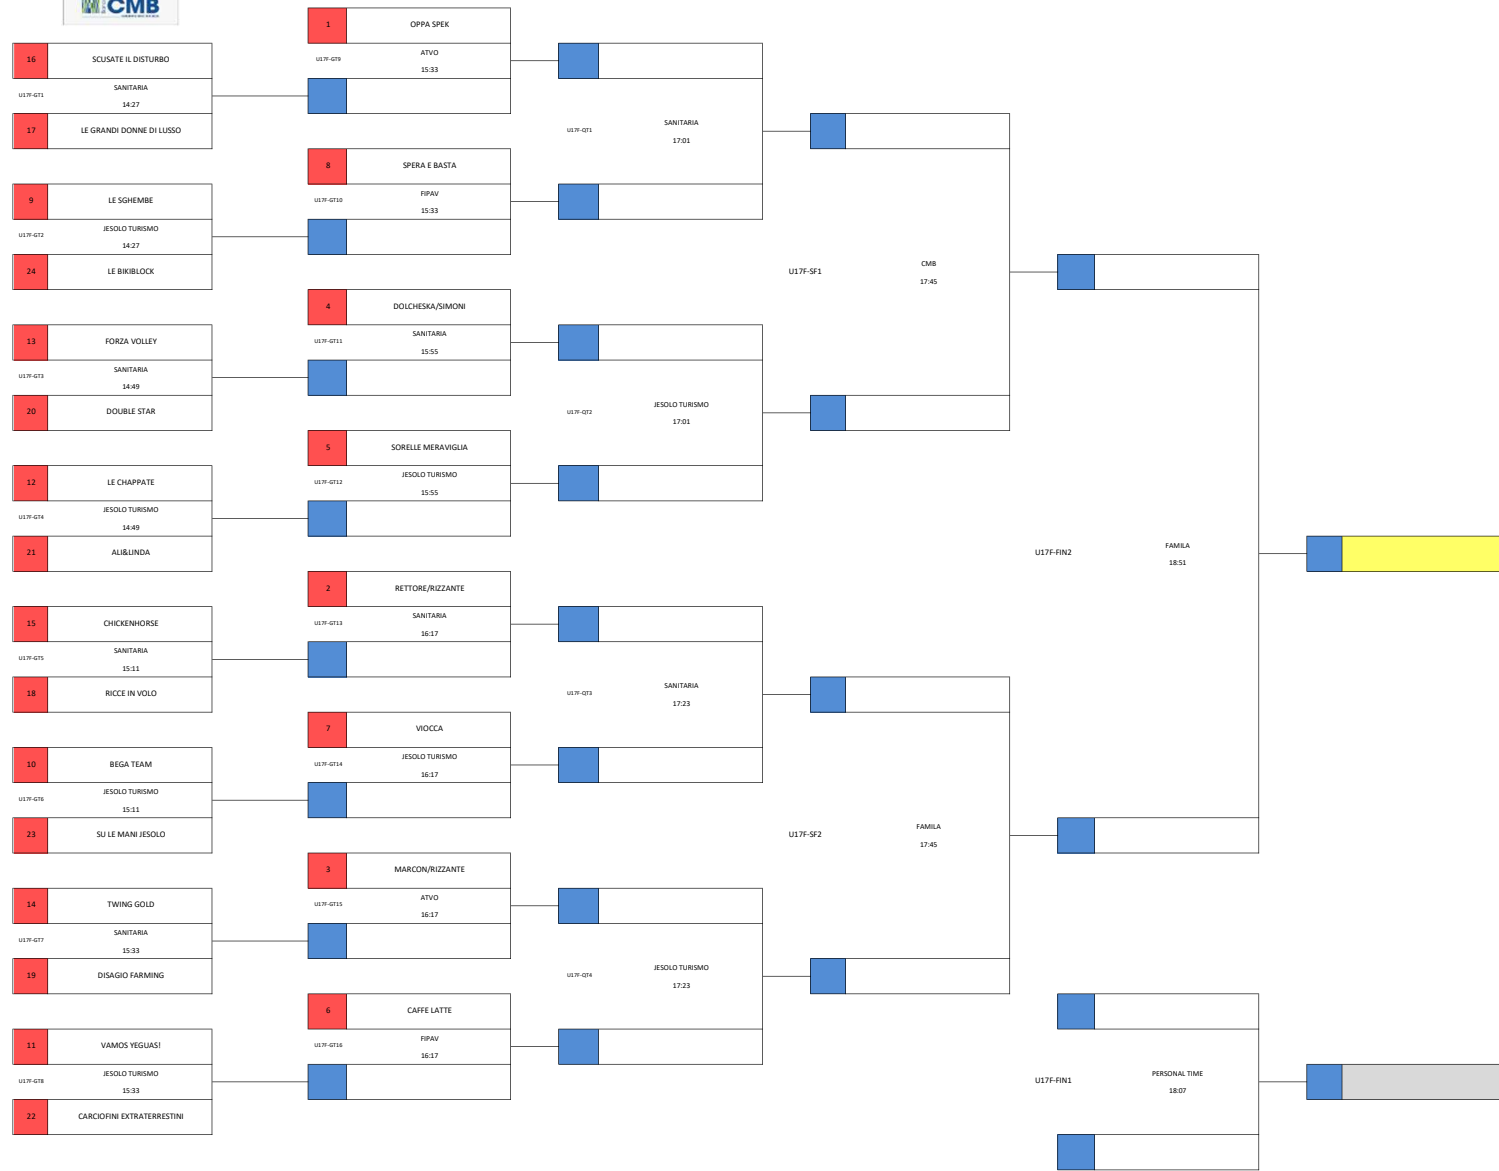 CMB
16 SCUSATE IL DISTURBO
U17F-GT1 SANITARIA
14:27
17 LE GRANDI DONNE DI LUSSO
9 LE SGHEMBE
U17F-GT2 JESOLO TURISMO
14:27
24 LE BIKIBLOCK
13 FORZA VOLLEY
U17F-GT3 SANITARIA
14:49
20 DOUBLE STAR
12 LE CHAPPATE
U17F-GT4 JESOLO TURISMO
14:49
21 ALI&LINDA
15 CHICKENHORSE
U17F-GT5 SANITARIA
15:11
18 RICCE IN VOLO
10 BEGA TEAM
U17F-GT6 JESOLO TURISMO
15:11
23 SU LE MANI JESOLO
14 TWING GOLD
U17F-GT7 SANITARIA
15:33
19 DISAGIO FARMING
11 VAMOS YEGUAS!
U17F-GT8 JESOLO TURISMO
15:33
22 CARCIOFINI EXTRATERRESTINI
1 OPPA SPEK
U17F-GT9 ATVO
15:33
8 SPERA E BASTA
U17F-GT10 FIPAV
15:33
4 DOLCHESKA/SIMONI
U17F-GT11 SANITARIA
15:55
5 SORELLE MERAVIGLIA
U17F-GT12 JESOLO TURISMO
15:55
2 RETTORE/RIZZANTE
U17F-GT13 SANITARIA
16:17
7 VIOCCA
U17F-GT14 JESOLO TURISMO
16:17
3 MARCON/RIZZANTE
U17F-GT15 ATVO
16:17
6 CAFFE LATTE
U17F-GT16 FIPAV
16:17
U17F-QT1 SANITARIA
17:01
U17F-QT2 JESOLO TURISMO
17:01
U17F-QT3 SANITARIA
17:23
U17F-QT4 JESOLO TURISMO
17:23
U17F-SF1 CMB
17:45
U17F-SF2 FAMILA
17:45
U17F-FIN2 FAMILA
18:51
U17F-FIN1 PERSONAL TIME
18:07